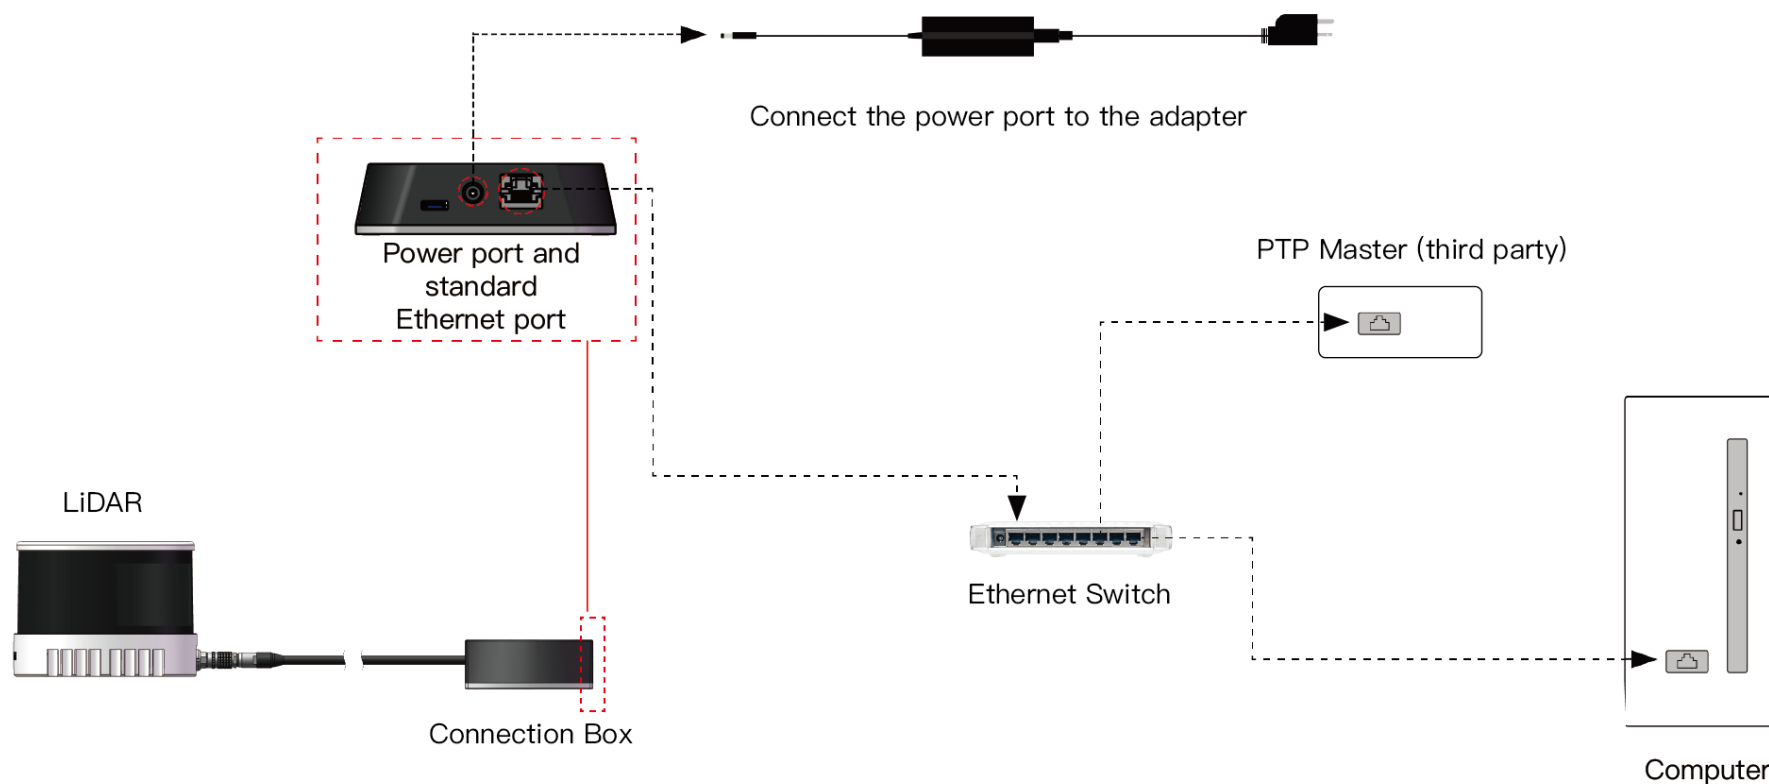 Connect the power port to the adapter
Power port and
standard
Ethernet port
PTP Master (third party)
LiDAR
Ethernet Switch
Connection Box
Computer